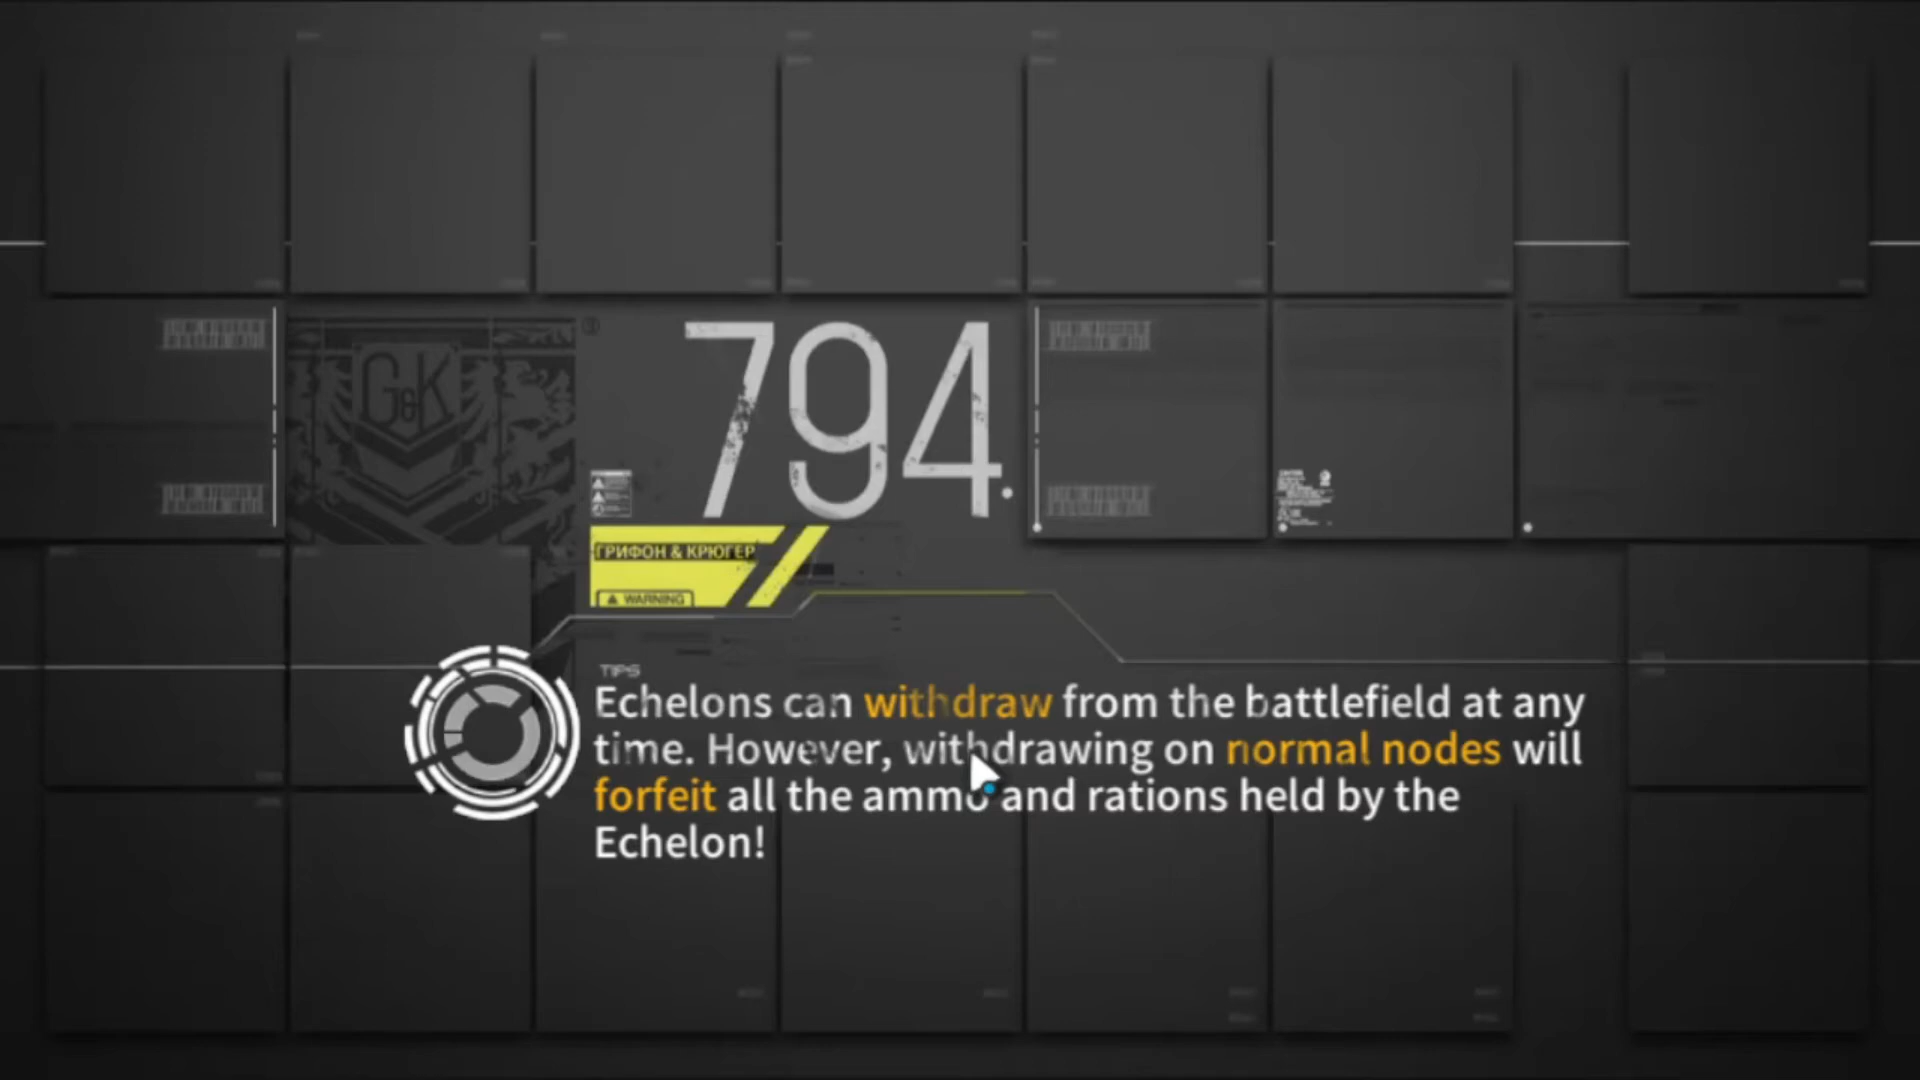 G&K
794.
ГРИФОН & КРЮГЕР
WARNING
TIPS
Echelons can withdraw from the battlefield at any
time. However, withdrawing on normal nodes will
forfeit all the ammo and rations held by the
Echelon!